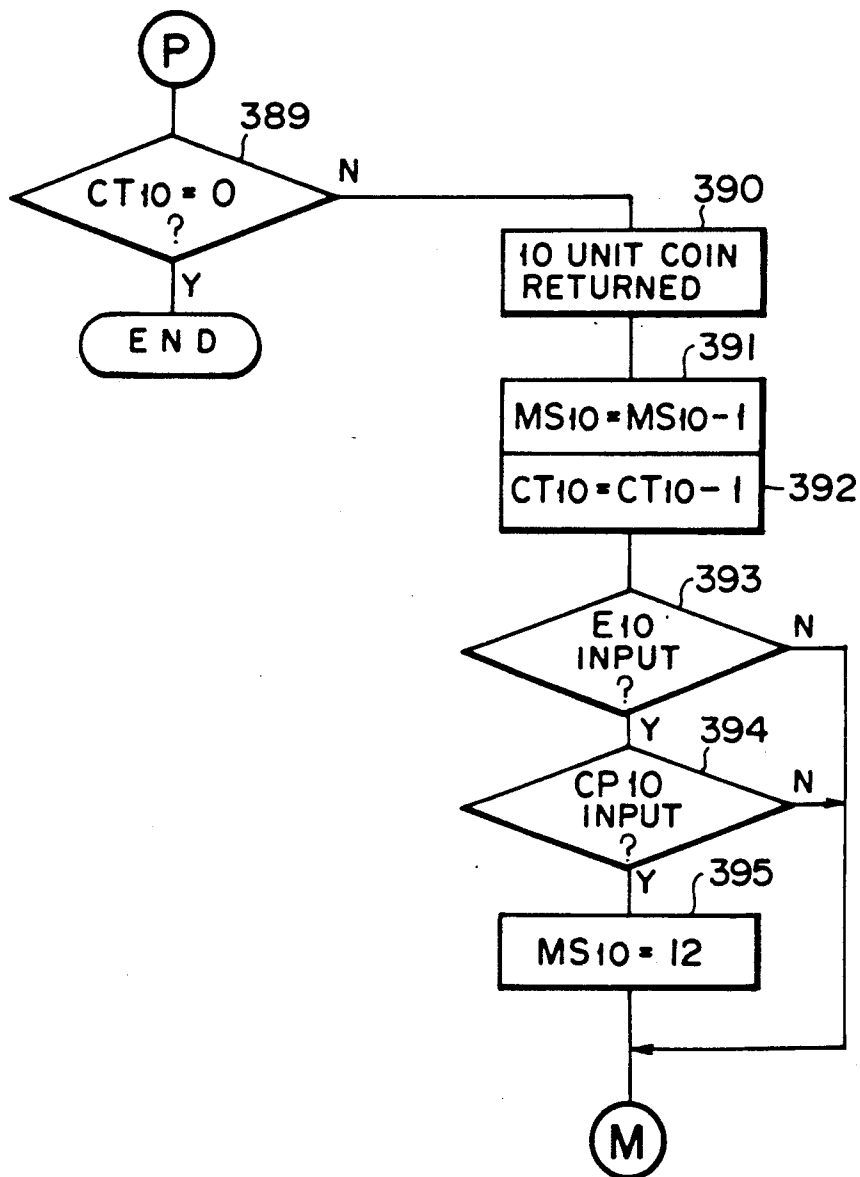 P
389
CT10=0
?
N
Y
END
390
10 UNIT COIN
RETURNED
391
MS10=MS10-1
CT10=CT10-1
392
393
E10
INPUT
?
N
Y
394
CP10
INPUT
?
N
Y
395
MS10=12
M